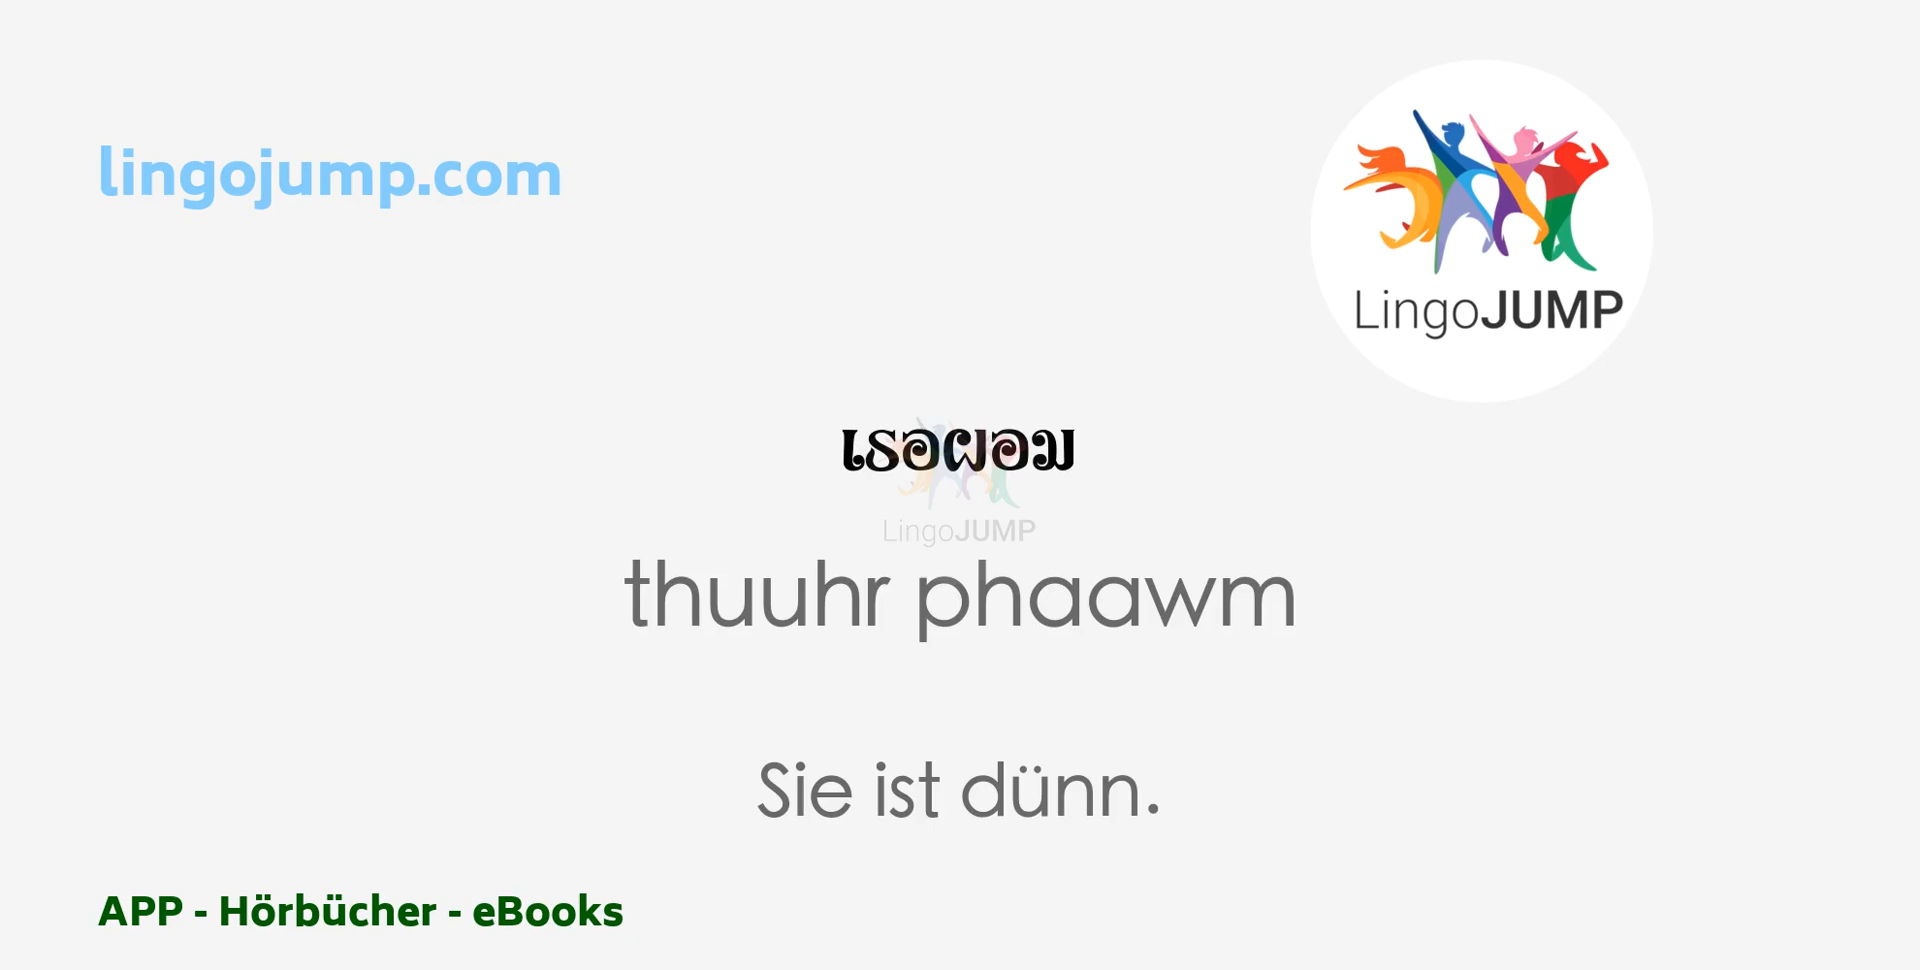 lingojump.com
LingoJUMP
เธอผอม
LingoJUMP
thuuhr phaawm
Sie ist dünn.
APP - Hörbücher - eBooks